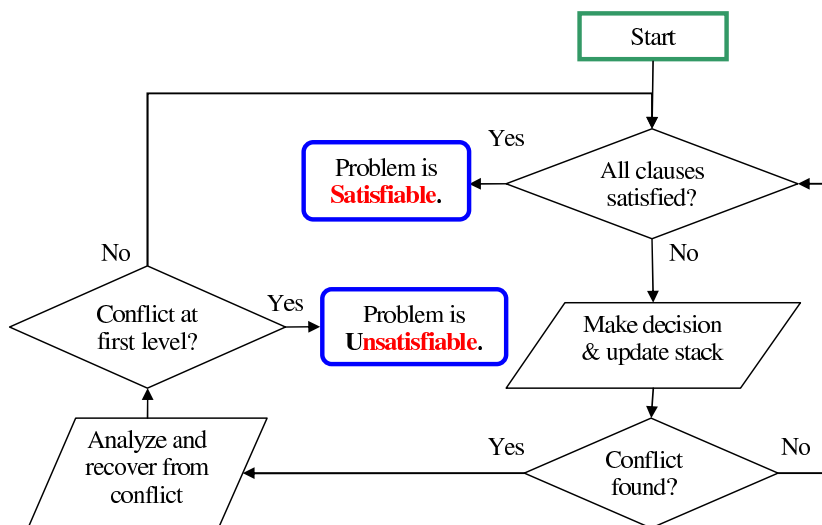 Start
Yes
Problem is
Satisfiable.
All clauses
satisfied?
No
No
Conflict at
first level?
Yes
Problem is
Unsatisfiable.
Make decision
& update stack
Analyze and
recover from
conflict
Yes
Conflict
found?
No